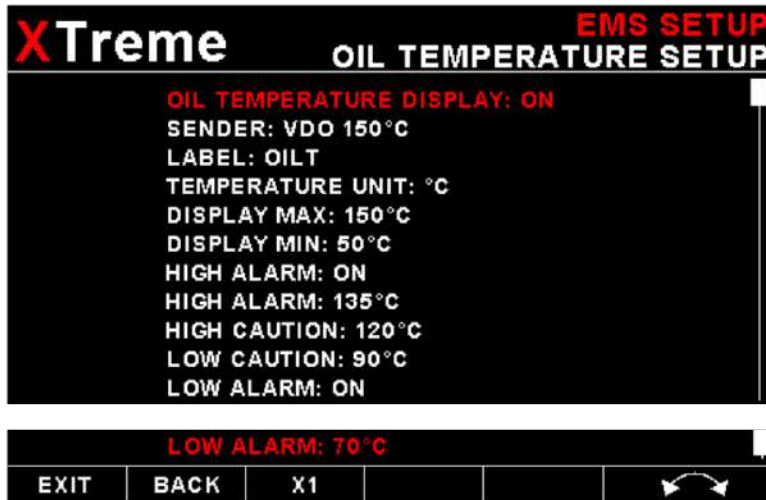 XTreme
EMS SETUP
OIL TEMPERATURE SETUP
OIL TEMPERATURE DISPLAY: ON
SENDER: VDO 150°C
LABEL: OILT
TEMPERATURE UNIT: °C
DISPLAY MAX: 150°C
DISPLAY MIN: 50°C
HIGH ALARM: ON
HIGH ALARM: 135°C
HIGH CAUTION: 120°C
LOW CAUTION: 90°C
LOW ALARM: ON
LOW ALARM: 70°C
EXIT BACK X1